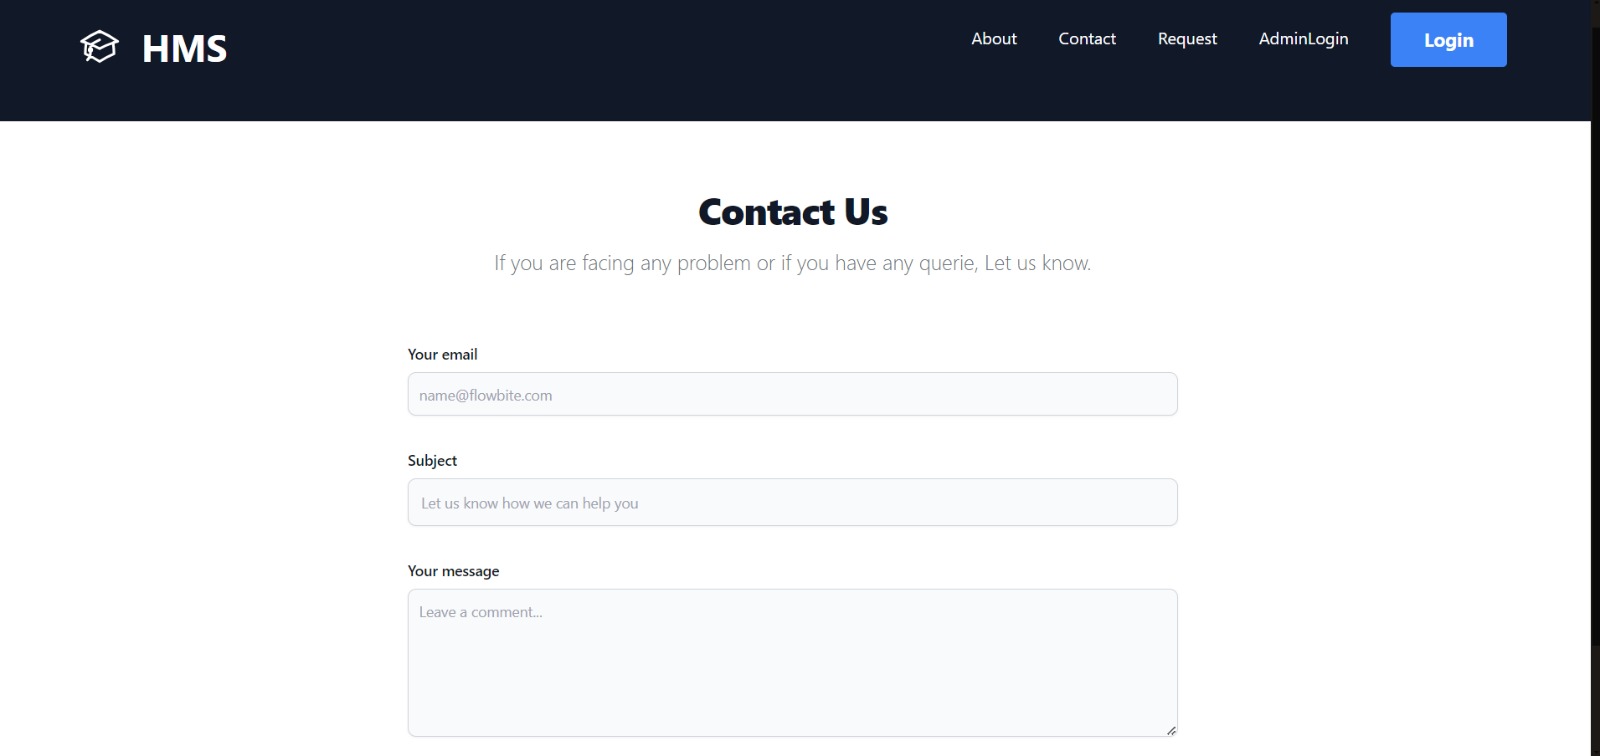 HMS
About
Contact
Request
AdminLogin
Login
Contact Us
If you are facing any problem or if you have any querie, Let us know.
Your email
name@flowbite.com
Subject
Let us know how we can help you
Your message
Leave a comment...